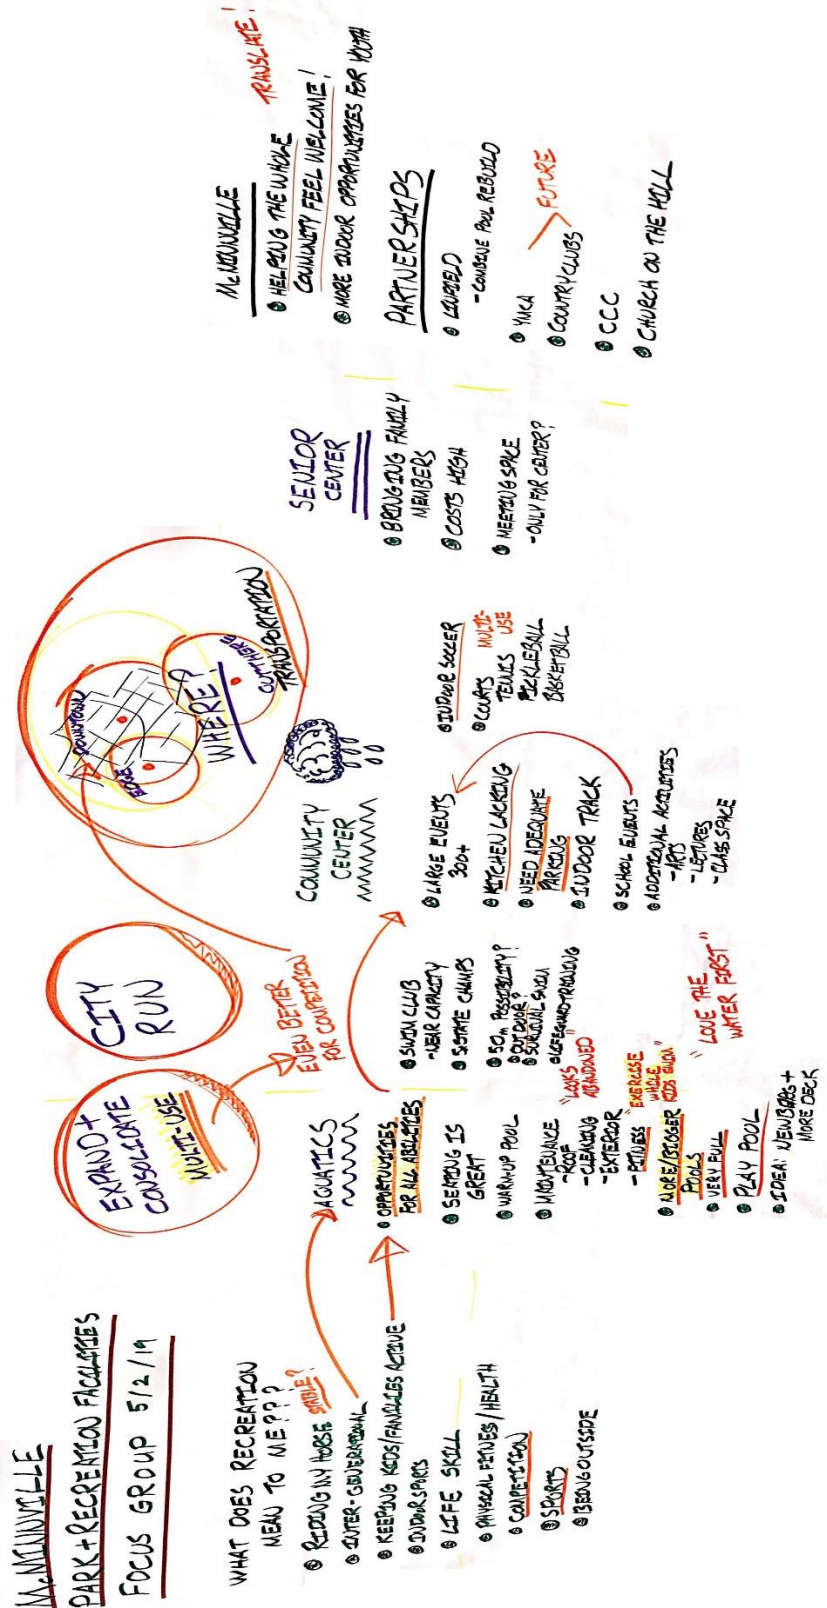 McMINNVILLE
PARK + RECREATION FACILITIES
FOCUS GROUP 5/2/19
WHAT DOES RECREATION
MEAN TO ME???
RIDING MY HORSE STABLE?
INTER-GENERATIONAL
KEEPING KIDS/FAMILIES ACTIVE
INDOOR SPORTS
LIFE SKILL
PHYSICAL FITNESS/HEALTH
COMPETITION
SPORTS
BEING OUTSIDE
EXPAND +
CONSOLIDATE
MULTI-USE
CITY
RUN
EVEN BETTER
FOR COMPETITION
AQUATICS
OPPORTUNITIES
FOR ALL ABILITIES
SEATING IS
GREAT
WARM-UP POOL
MAINTENANCE
-ROOF
-CLEANING
-EXTERIOR
"LOOKS
ABANDONED"
-FITNESS
"EXERCISE
WHILE
KIDS SWIM"
MORE/BIGGER
POOLS
VERY FULL
PLAY POOL
IDEA: NEWBERG +
MORE DECK
SWIM CLUB
-NEAR CAPACITY
5X STATE CHAMPS
50m POSSIBILITY?
OUTDOOR?
SURVIVAL SWIM
LIFEGUARD TRAINING
"LOVE THE
WATER FIRST"
DOWNTOWN
EDGE
WHERE?
OUT HERE
TRANSPORTATION
COMMUNITY
CENTER
LARGE EVENTS
300+
KITCHEN LACKING
NEED ADEQUATE
PARKING
INDOOR TRACK
SCHOOL EVENTS
ADDITIONAL ACTIVITIES
-ARTS
-LECTURES
-CLASS SPACE
INDOOR SOCCER
COURTS MULTI-
USE
TENNIS
PICKLEBALL
BASKETBALL
SENIOR
CENTER
BRINGING FAMILY
MEMBERS
COSTS HIGH
MEETING SPACE
-ONLY FOR CENTER?
McMINNVILLE
HELPING THE WHOLE
COMMUNITY FEEL WELCOME!
TRANSLATE!
MORE INDOOR OPPORTUNITIES FOR YOUTH
PARTNERSHIPS
LINFIELD
-COMBINE POOL REBUILD
YMCA
COUNTRY CLUBS
FUTURE
CCC
CHURCH ON THE HILL